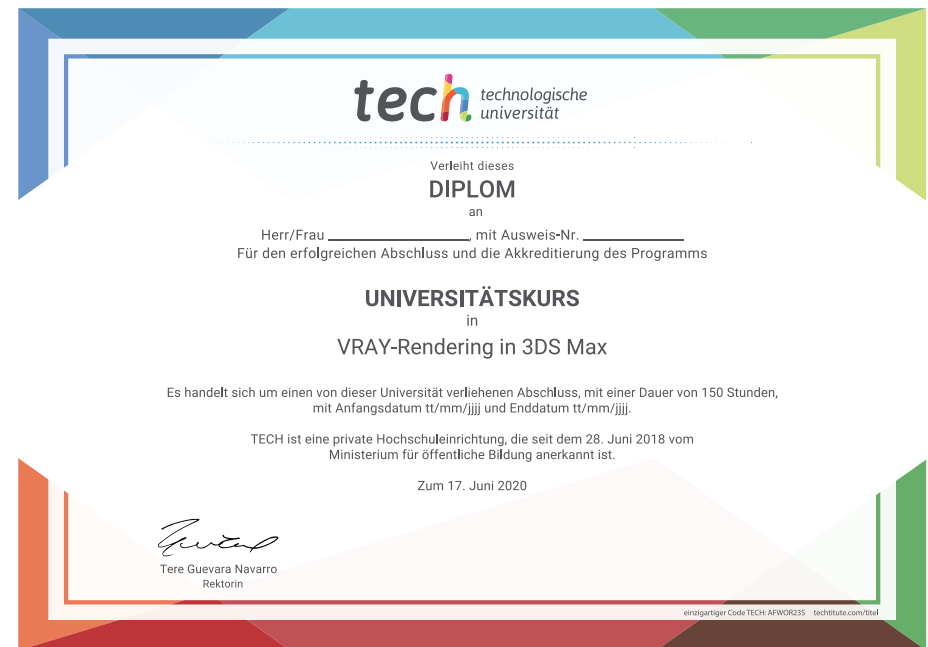 tech technologische
universität
Verleiht dieses
DIPLOM
an
Herr/Frau ____________, mit Ausweis-Nr. ____________
Für den erfolgreichen Abschluss und die Akkreditierung des Programms
UNIVERSITÄTSKURS
in
VRAY-Rendering in 3DS Max
Es handelt sich um einen von dieser Universität verliehenen Abschluss, mit einer Dauer von 150 Stunden,
mit Anfangsdatum tt/mm/jjjj und Enddatum tt/mm/jjjj.
TECH ist eine private Hochschuleinrichtung, die seit dem 28. Juni 2018 vom
Ministerium für öffentliche Bildung anerkannt ist.
Zum 17. Juni 2020
Tere Guevara Navarro
Rektorin
einzigartiger Code TECH: AFWOR23S techtitute.com/titel